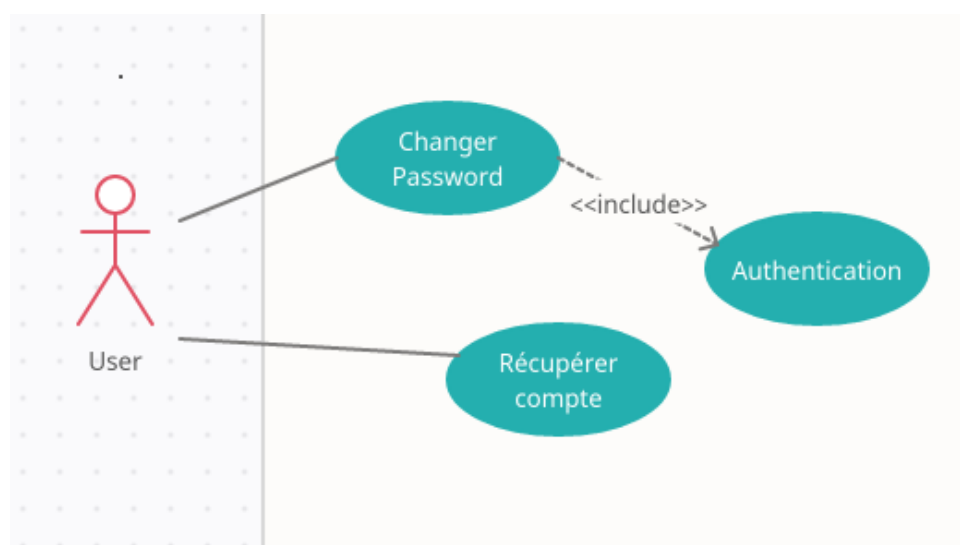 Changer
Password
<<include>>
Authentication
User
Récupérer
compte